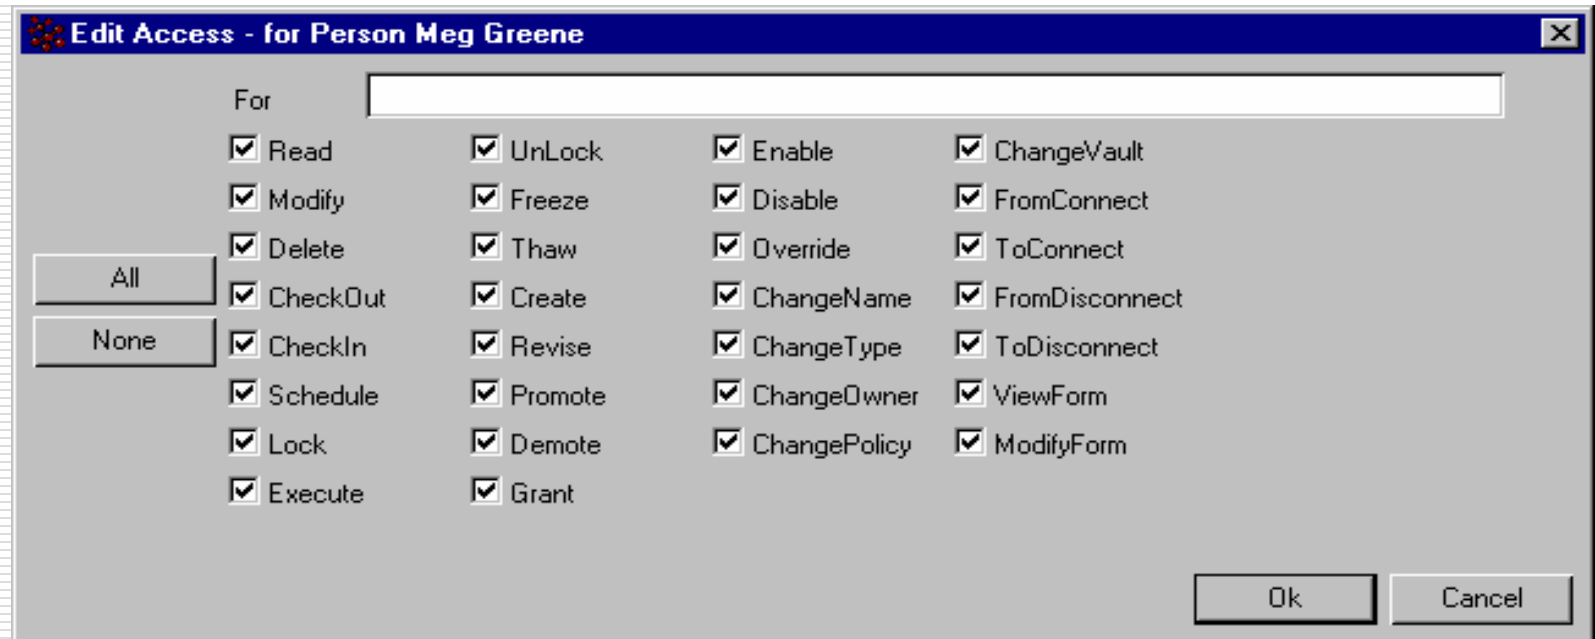 Edit Access - for Person Meg Greene
For
Read UnLock Enable ChangeVault
Modify Freeze Disable FromConnect
Delete Thaw Override ToConnect
All
CheckOut Create ChangeName FromDisconnect
None
CheckIn Revise ChangeType ToDisconnect
Schedule Promote ChangeOwner ViewForm
Lock Demote ChangePolicy ModifyForm
Execute Grant
Ok Cancel